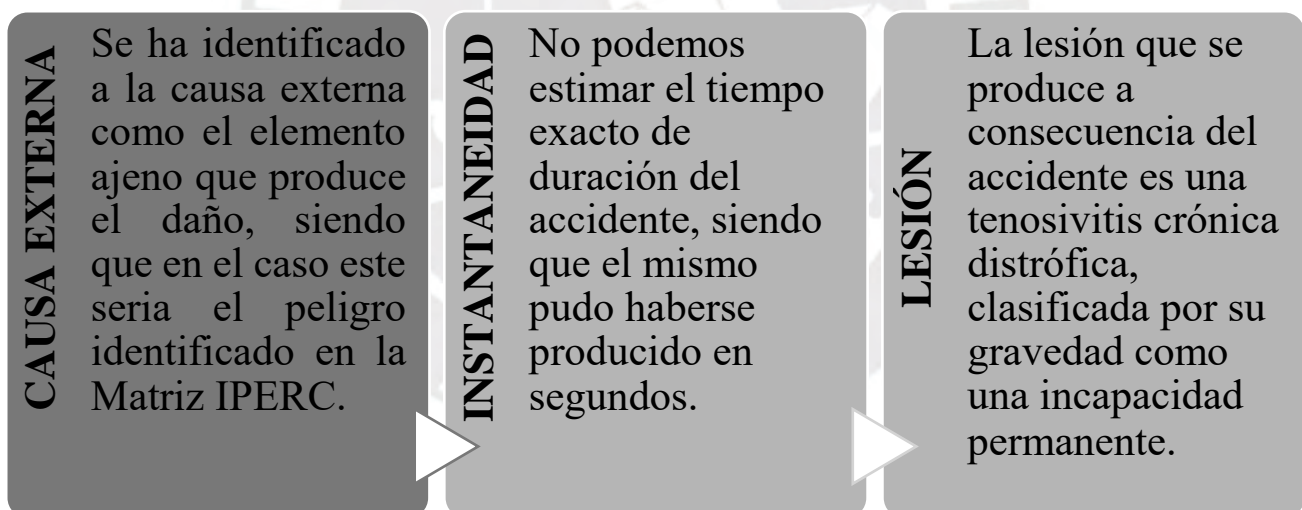 CAUSA EXTERNA
Se ha identificado
a la causa externa
como el elemento
ajeno que produce
el daño, siendo
que en el caso este
seria el peligro
identificado en la
Matriz IPERC.
INSTANTANEIDAD
No podemos
estimar el tiempo
exacto de
duración del
accidente, siendo
que el mismo
pudo haberse
producido en
segundos.
LESIÓN
La lesión que se
produce a
consecuencia del
accidente es una
tenosivitis crónica
distrófica,
clasificada por su
gravedad como
una incapacidad
permanente.